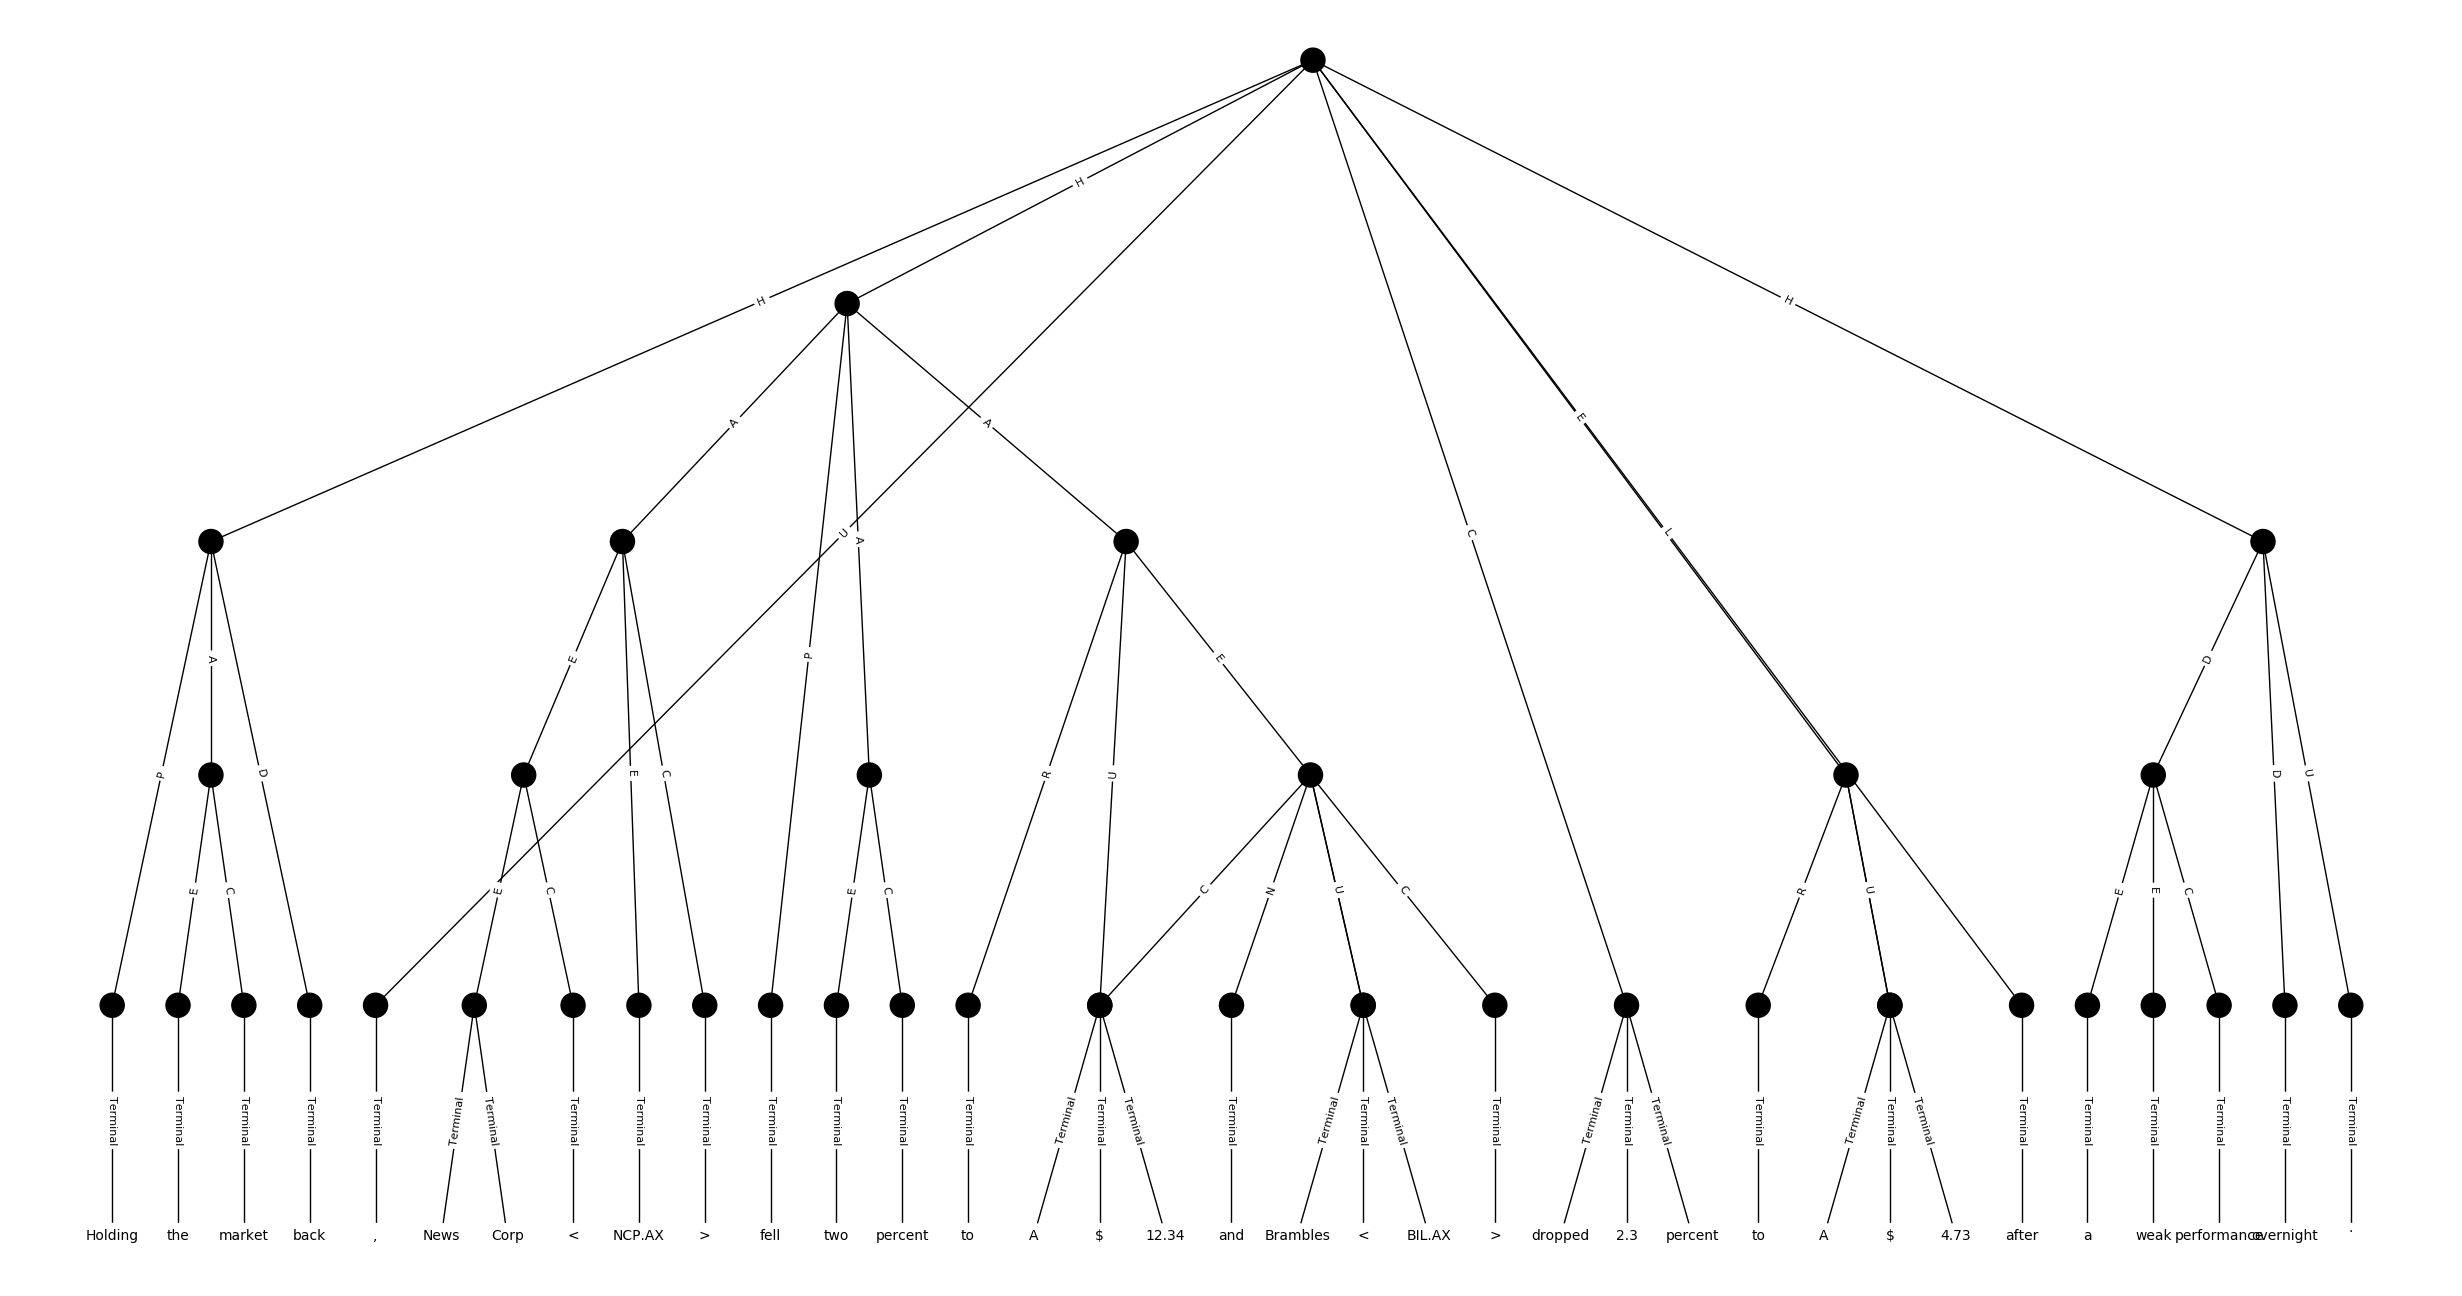 H
H
H
A
A
E
C
L
U
A
P
E
A
E
D
P
D
E
C
R
U
D
U
E
C
E
C
E
C
C
N
U
C
R
U
E
E
C
Terminal Terminal Terminal Terminal Terminal Terminal Terminal Terminal Terminal Terminal Terminal Terminal Terminal Terminal Terminal Terminal Terminal Terminal Terminal Terminal Terminal Terminal Terminal Terminal Terminal Terminal Terminal Terminal Terminal Terminal Terminal Terminal Terminal Terminal Terminal
Holding the market back , News Corp < NCP.AX > fell two percent to A $ 12.34 and Brambles < BIL.AX > dropped 2.3 percent to A $ 4.73 after a weak performance overnight .